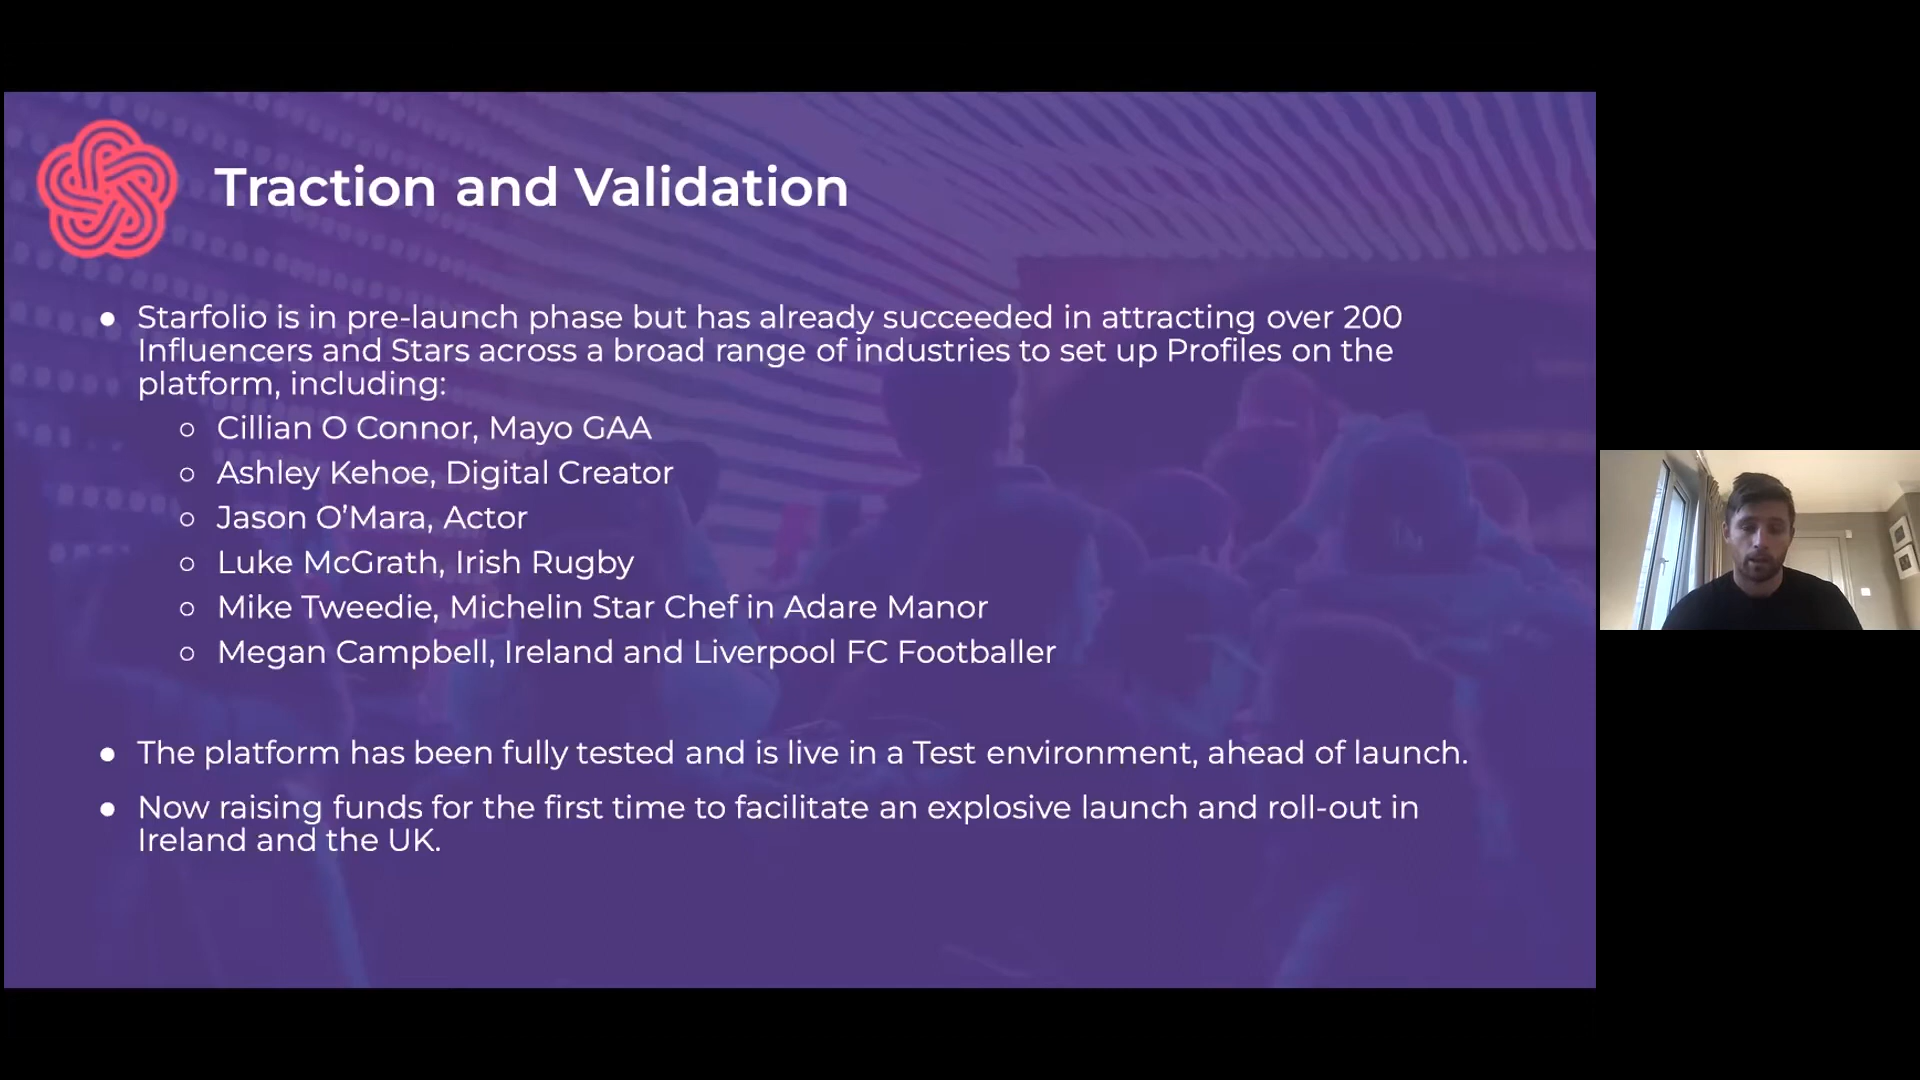 Traction and Validation
● Starfolio is in pre-launch phase but has already succeeded in attracting over 200
Influencers and Stars across a broad range of industries to set up Profiles on the
platform, including:
○ Cillian O Connor, Mayo GAA
○ Ashley Kehoe, Digital Creator
○ Jason O’Mara, Actor
○ Luke McGrath, Irish Rugby
○ Mike Tweedie, Michelin Star Chef in Adare Manor
○ Megan Campbell, Ireland and Liverpool FC Footballer
● The platform has been fully tested and is live in a Test environment, ahead of launch.
● Now raising funds for the first time to facilitate an explosive launch and roll-out in
Ireland and the UK.